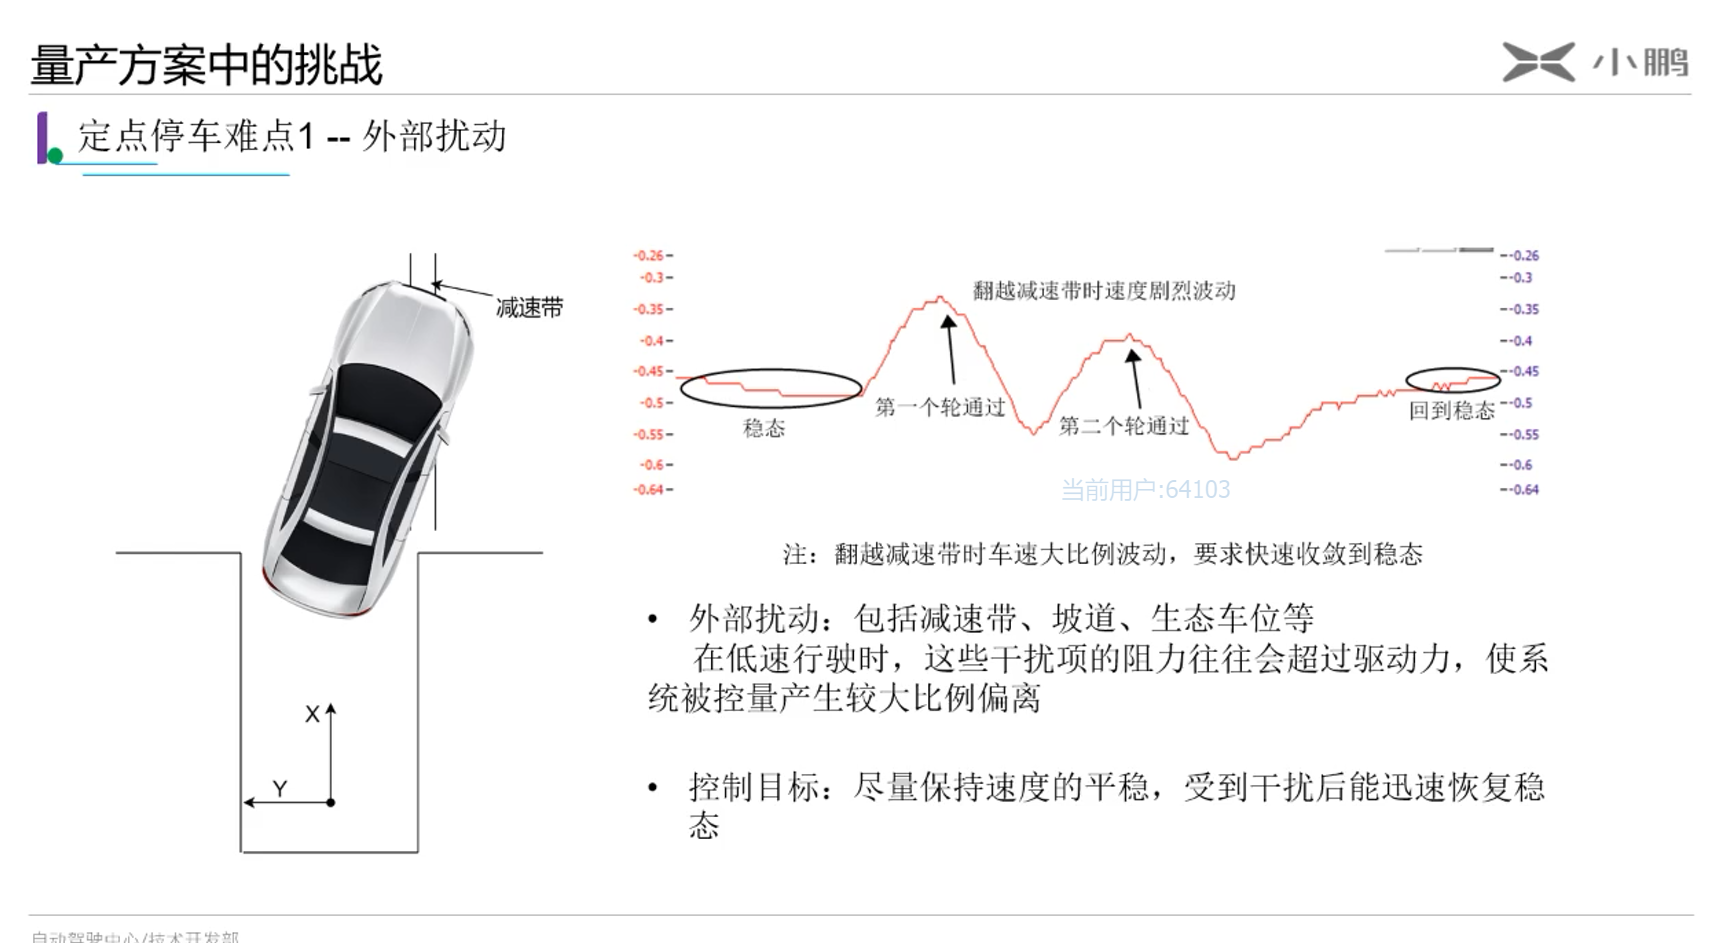 量产方案中的挑战
小鹏
定点停车难点1 -- 外部扰动
减速带
X
Y
-0.26
-0.3
-0.35
-0.4
-0.45
-0.5
-0.55
-0.6
-0.64
翻越减速带时速度剧烈波动
第一个轮通过
第二个轮通过
稳态
回到稳态
-0.26
-0.3
-0.35
-0.4
-0.45
-0.5
-0.55
-0.6
-0.64
当前用户:64103
注：翻越减速带时车速大比例波动，要求快速收敛到稳态
• 外部扰动：包括减速带、坡道、生态车位等
在低速行驶时，这些干扰项的阻力往往会超过驱动力，使系
统被控量产生较大比例偏离
• 控制目标：尽量保持速度的平稳，受到干扰后能迅速恢复稳
态
自动驾驶中心/技术开发部